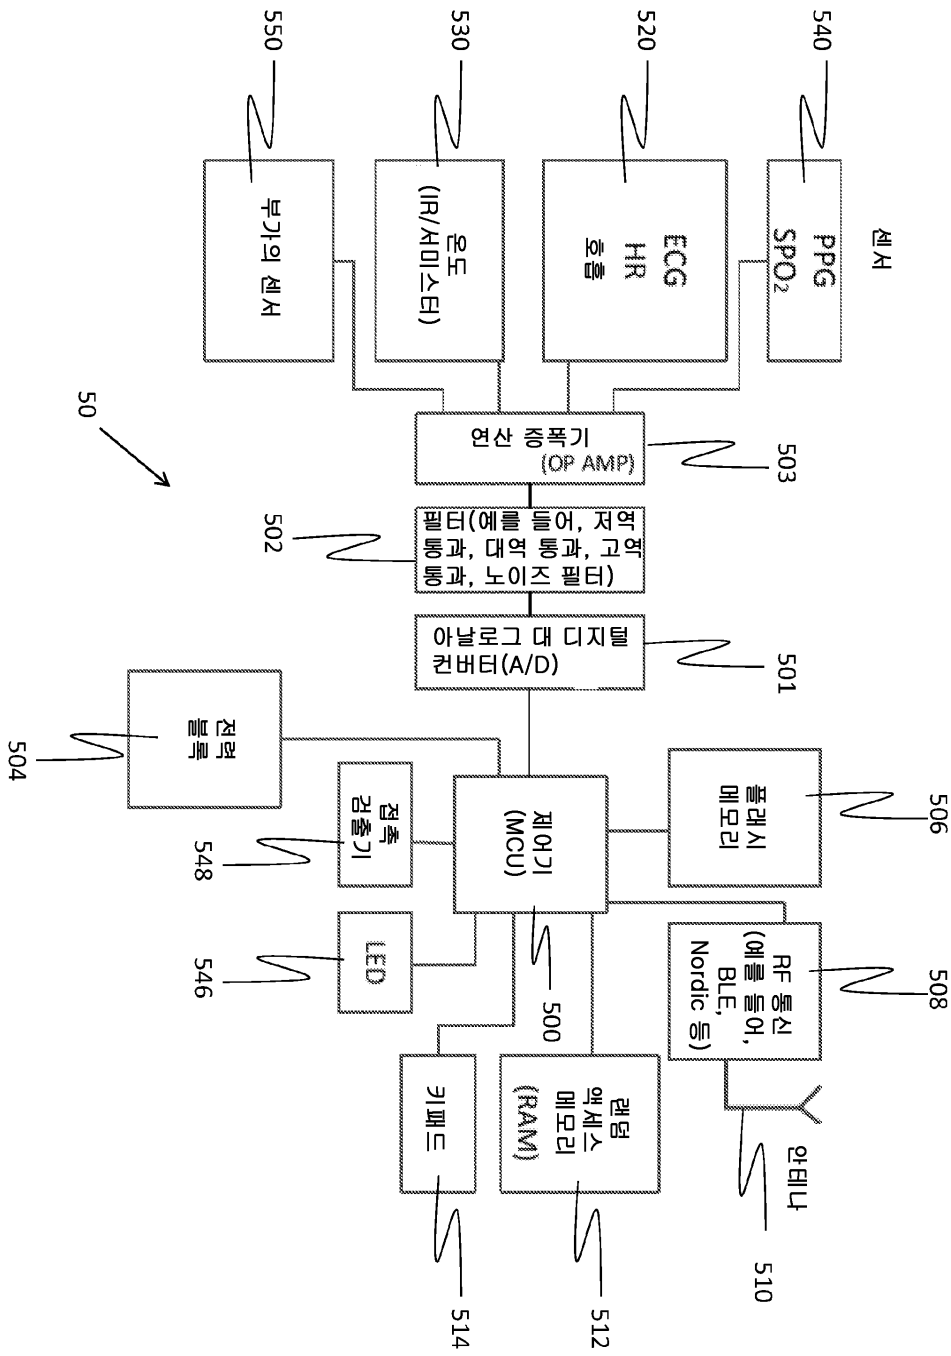 센서
540
PPG
SPO₂
520
ECG
HR
호흡
530
온도
(IR/서미스터)
550
부가의 센서
503
연산 증폭기
(OP AMP)
502
필터(예를 들어, 저역
통과, 대역 통과, 고역
통과, 노이즈 필터)
501
아날로그 대 디지털
컨버터(A/D)
50
504
전력
블록
548
접촉
검출기
546
LED
제어기
(MCU)
500
506
플래시
메모리
508
RF 통신
(예를 들어,
BLE,
Nordic 등)
안테나
510
랜덤
액세스
메모리
(RAM)
512
키패드
514